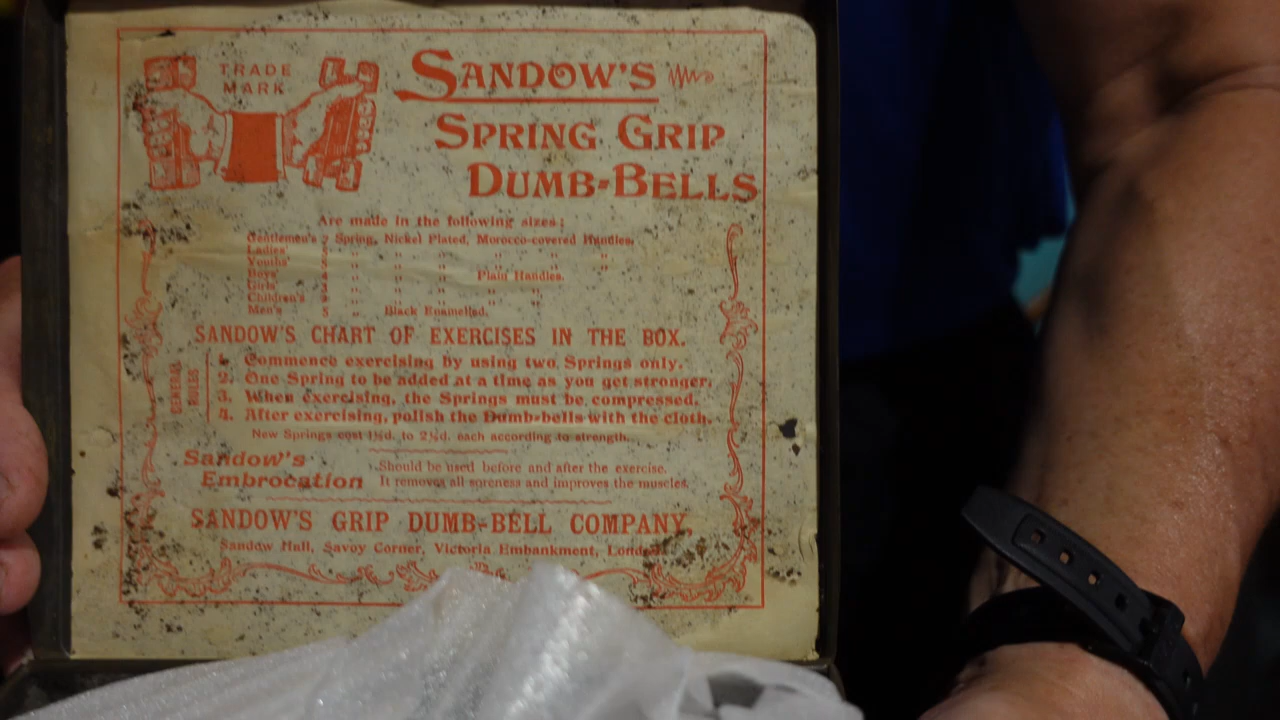 TRADE
MARK
SANDOW'S
SPRING GRIP
DUMB-BELLS
Are made in the following sizes:
Gentlemen's 7 Spring, Nickel Plated, Morocco-covered Handles.
Ladies' " " " " "
Youths' " " " " "
Boys' " " " Plain Handles.
Girls' " " " " "
Children's " " " " "
Men's 5 " Black Enamelled.
SANDOW'S CHART OF EXERCISES IN THE BOX.
GENERAL
RULES
1. Commence exercising by using two Springs only.
2. One Spring to be added at a time as you get stronger.
3. When exercising, the Springs must be compressed.
4. After exercising, polish the Dumb-bells with the cloth.
New Springs cost to each according to strength.
Sandow's
Embrocation
Should be used before and after the exercise.
It removes all soreness and improves the muscles.
SANDOW'S GRIP DUMB-BELL COMPANY,
Sandow Hall, Savoy Corner, Victoria Embankment, London